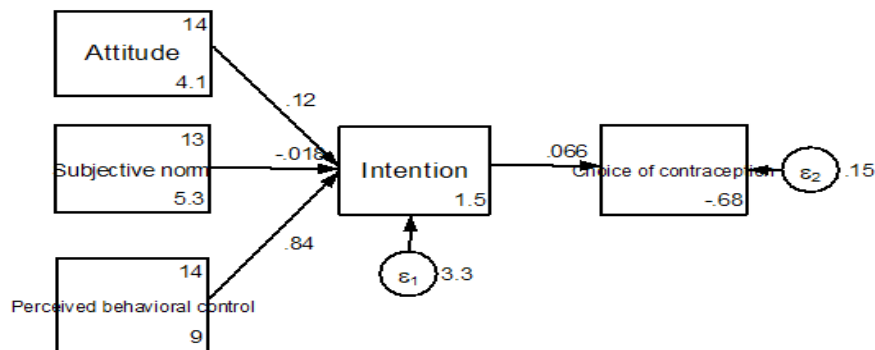 14
Attitude
4.1
.12
13
Subjective norm
5.3
-.018
14
Perceived behavioral control
9
.84
Intention
1.5
ε1
3.3
.066
Choice of contraception
-.68
ε2
.15